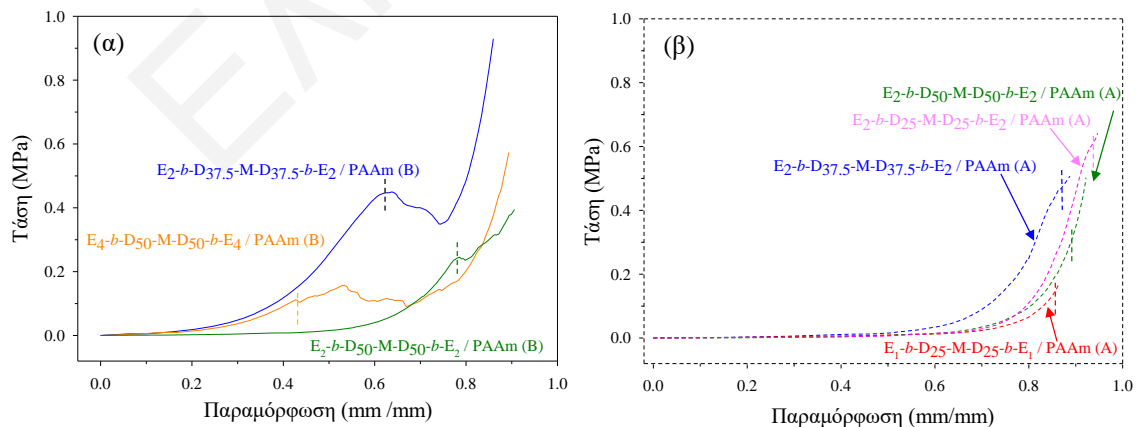 (α)
1.0
0.8
0.6
0.4
0.2
0.0
Τάση (MPa)
E2-b-D37.5-M-D37.5-b-E2 / PAAm (B)
E4-b-D50-M-D50-b-E4 / PAAm (B)
E2-b-D50-M-D50-b-E2 / PAAm (B)
0.0 0.2 0.4 0.6 0.8 1.0
Παραμόρφωση (mm /mm)
(β)
1.0
0.8
0.6
0.4
0.2
0.0
Τάση (MPa)
E2-b-D50-M-D50-b-E2 / PAAm (A)
E2-b-D25-M-D25-b-E2 / PAAm (A)
E2-b-D37.5-M-D37.5-b-E2 / PAAm (A)
E1-b-D25-M-D25-b-E1 / PAAm (A)
0.0 0.2 0.4 0.6 0.8 1.0
Παραμόρφωση (mm/mm)